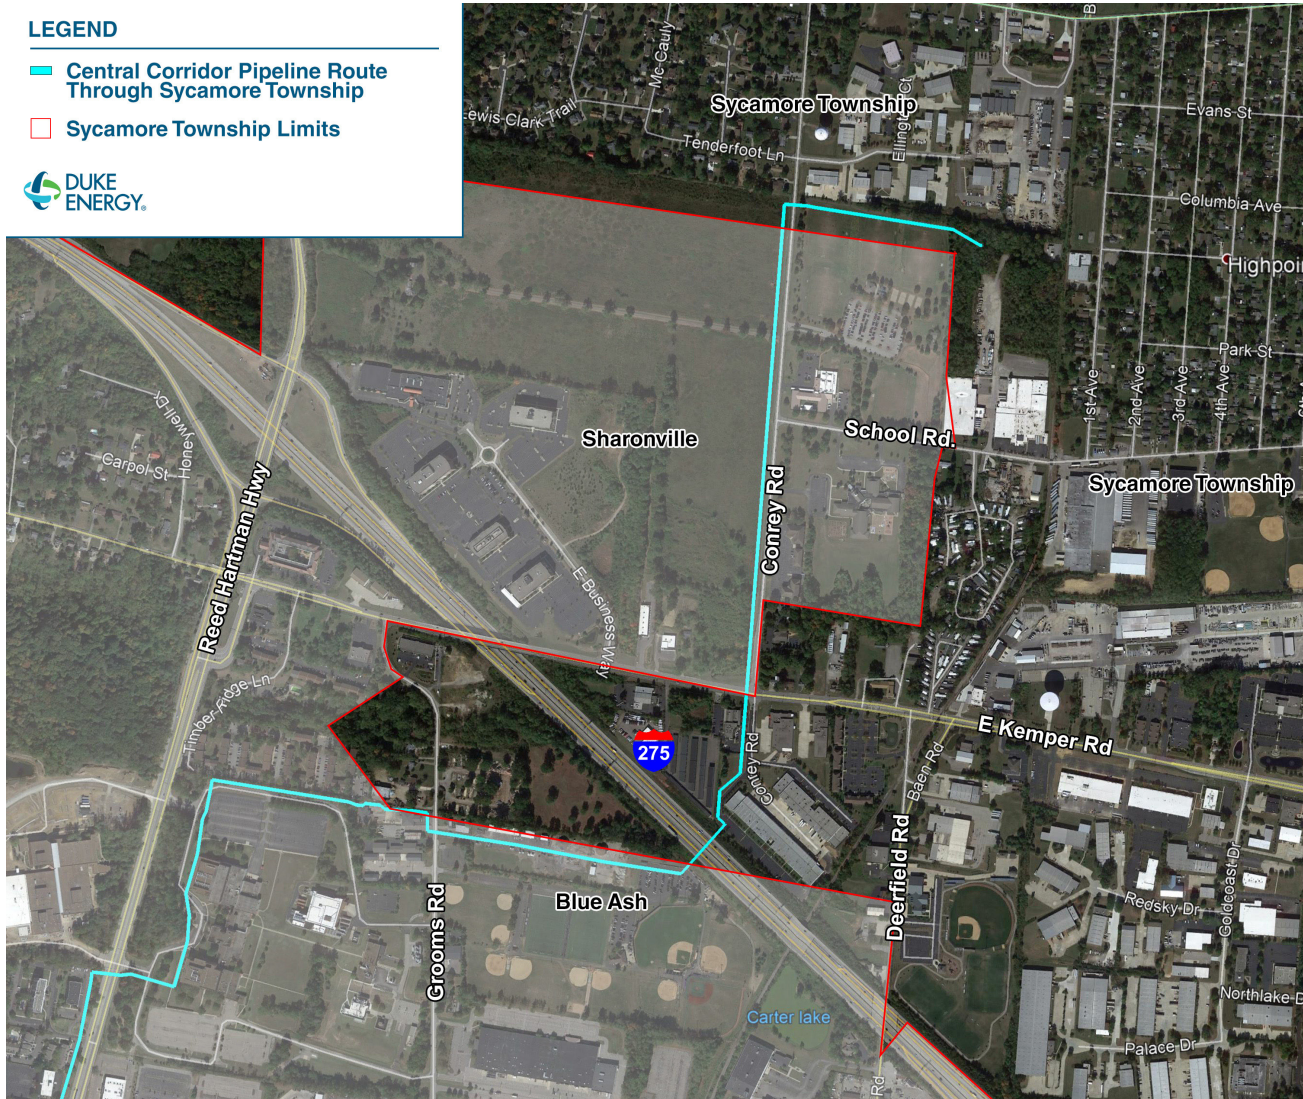 LEGEND
Central Corridor Pipeline Route
Through Sycamore Township
Sycamore Township Limits
DUKE
ENERGY®
Mc-Cauly
Lewis Clark Trail
Tenderfoot Ln
Sycamore Township
Ellington Ct
Evans St
Columbia Ave
Highpoin
Park St
1st Ave
2nd Ave
3rd Ave
4th Ave
Honeywell Dr
Carpol St
Reed Hartman Hwy
Sharonville
School Rd.
Conrey Rd
Sycamore Township
E Business Way
Timber Ridge Ln
275
Conrey Rd
E Kemper Rd
Baen Rd
Deerfield Rd
Goldcoast Dr
Redsky Dr
Blue Ash
Grooms Rd
Carter lake
Northlake D
Palace Dr
Rd